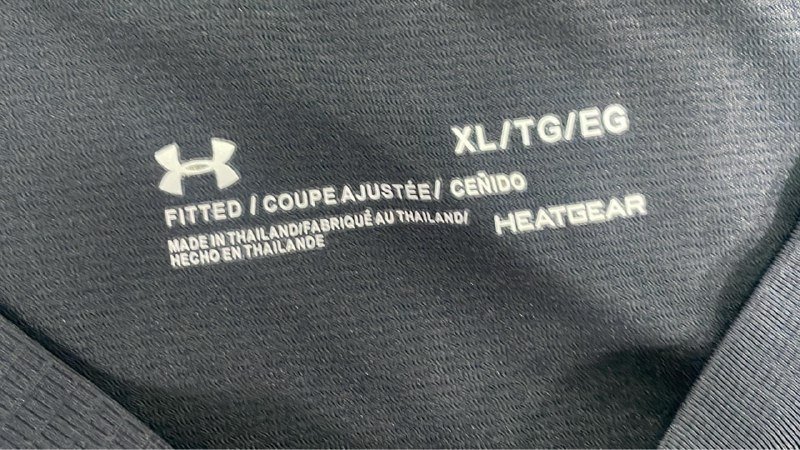 XL/TG/EG
FITTED / COUPE AJUSTÉE / CEÑIDO
MADE IN THAILAND/FABRIQUÉ AU THAILAND/
HECHO EN THAILANDE
HEATGEAR